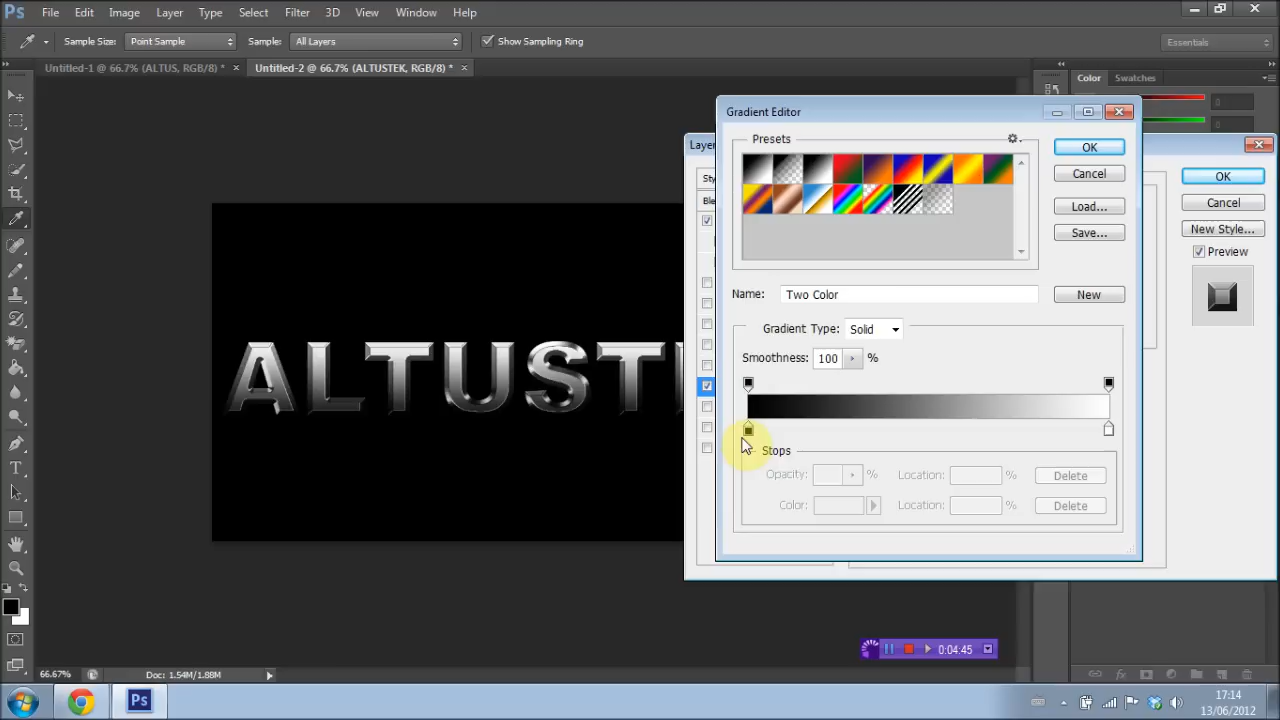 Ps File Edit Image Layer Type Select Filter 3D View Window Help
Sample Size: Point Sample Sample: All Layers Show Sampling Ring Essentials
Untitled-1 @ 66.7% (ALTUS, RGB/8) * × Untitled-2 @ 66.7% (ALTUSTEK, RGB/8) * × Color Swatches
0
Gradient Editor
0
Presets OK
Cancel
OK
Load... Cancel
Save... New Style...
Preview
Name: Two Color New
Gradient Type: Solid
Smoothness: 100 %
ALTUSTE
Stops
Opacity: % Location: % Delete
Color: Location: % Delete
0:04:45
66.67% Doc: 1.54M/1.88M
Ps 17:14
13/06/2012